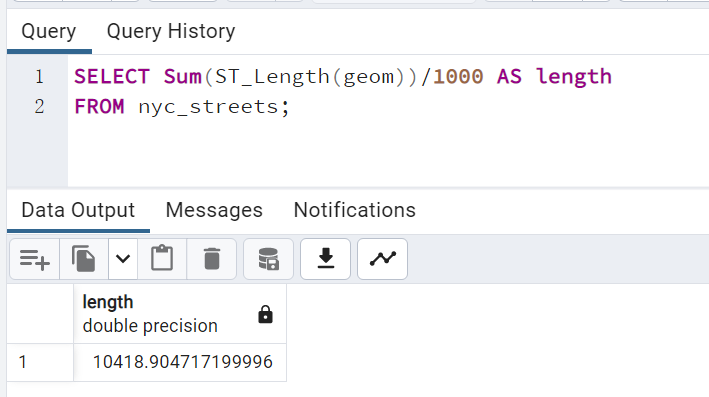 Query Query History
1 SELECT Sum(ST_Length(geom))/1000 AS length
2 FROM nyc_streets;
Data Output Messages Notifications
length
double precision
1 10418.904717199996